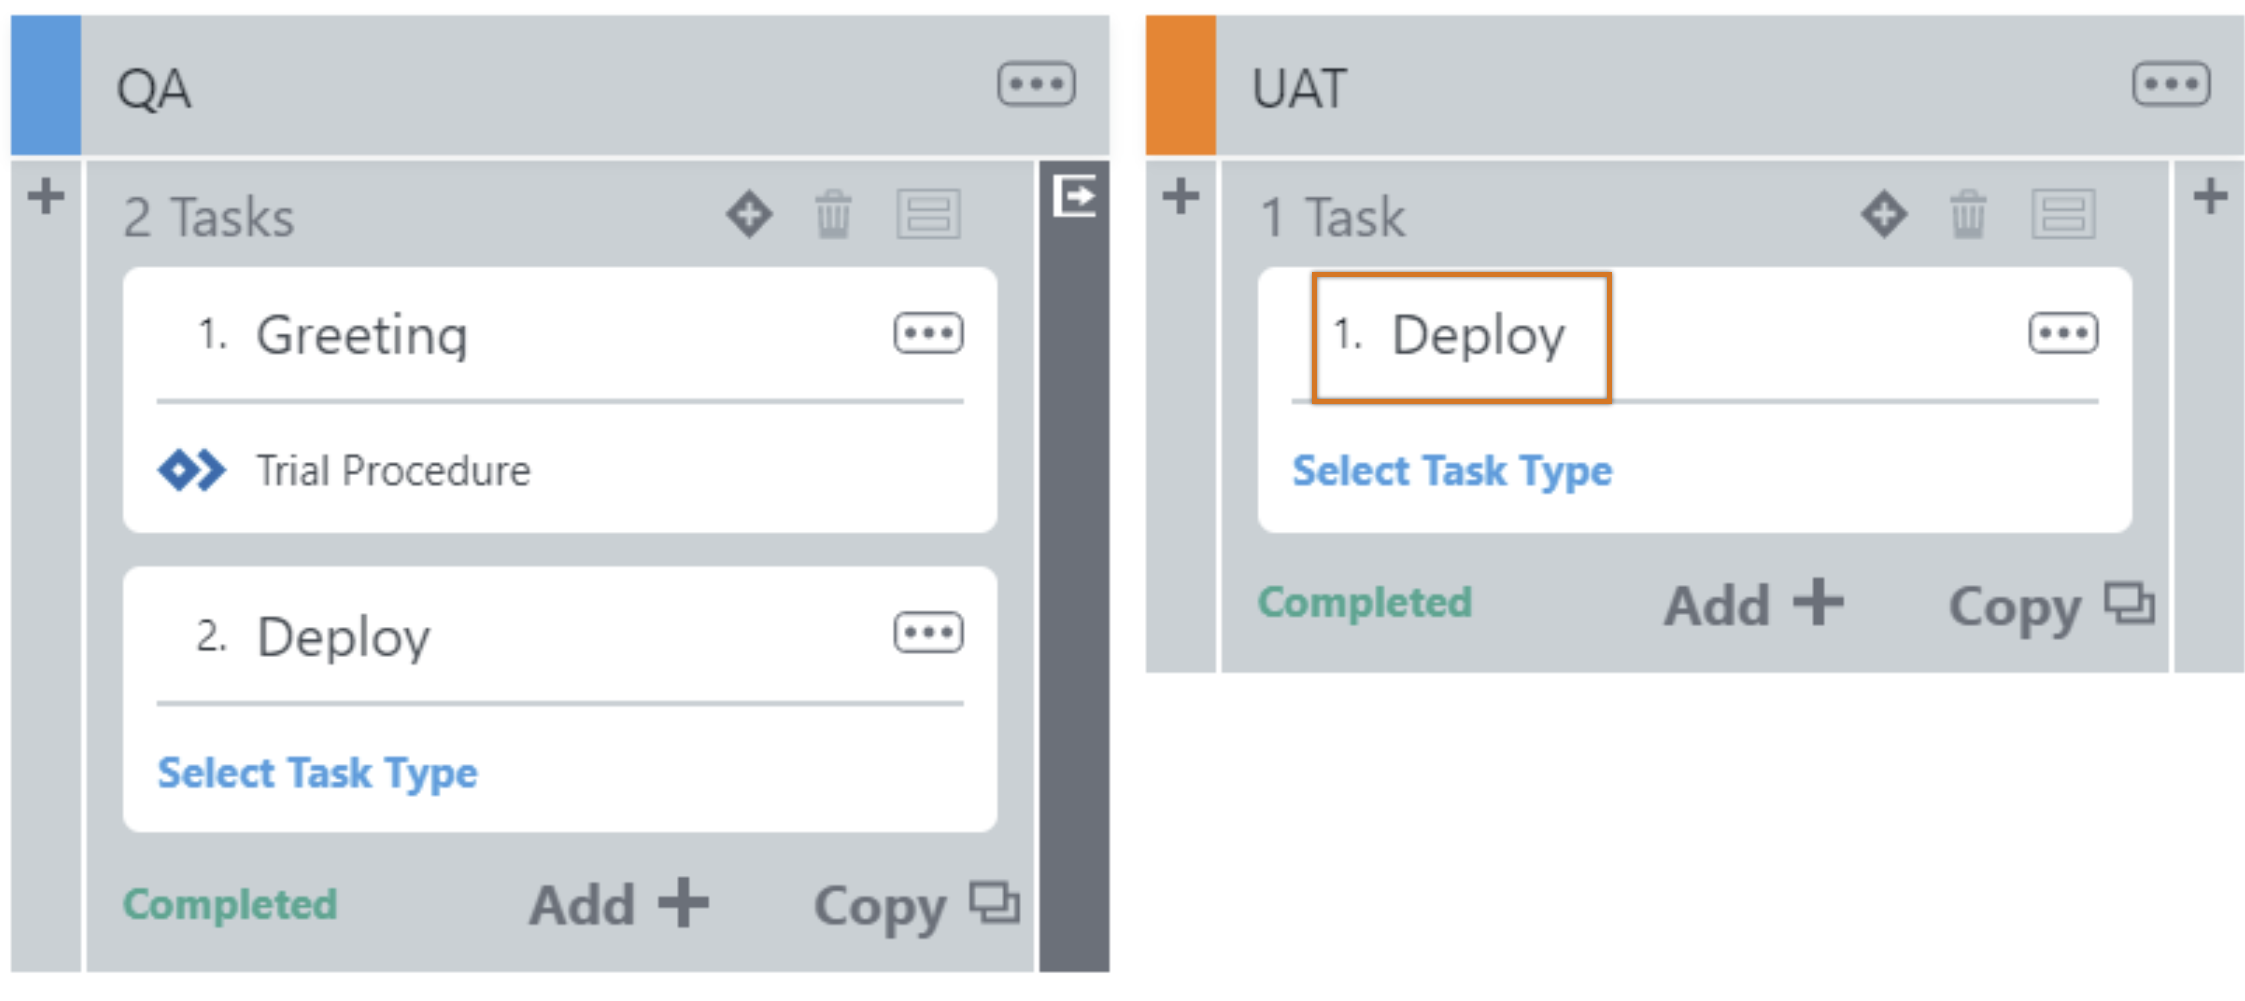 QA
2 Tasks
1. Greeting
Trial Procedure
2. Deploy
Select Task Type
Completed
Add
Copy
UAT
1 Task
1. Deploy
Select Task Type
Completed
Add
Copy